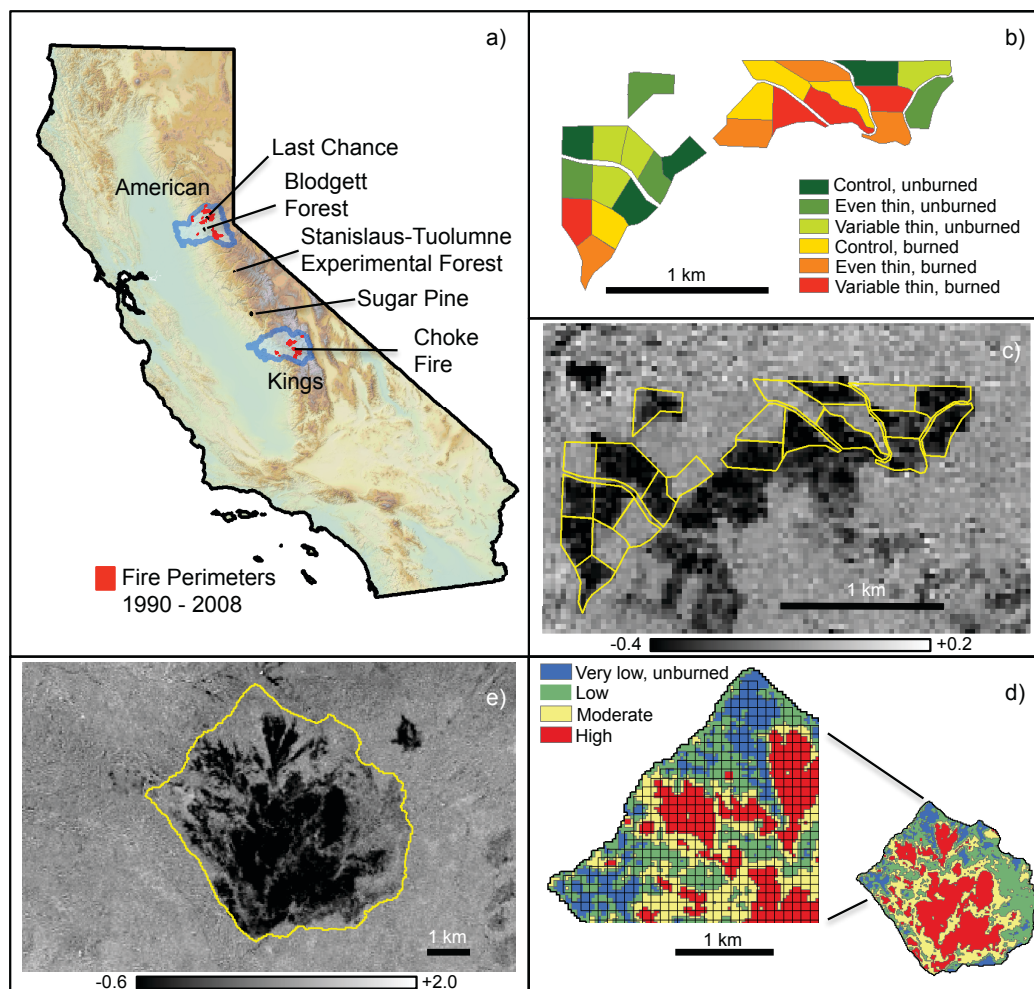 a)
Last Chance
American
Blodgett
Forest
Stanislaus-Tuolumne
Experimental Forest
Sugar Pine
Choke
Fire
Kings
Fire Perimeters
1990 - 2008
b)
Control, unburned
Even thin, unburned
Variable thin, unburned
Control, burned
Even thin, burned
Variable thin, burned
1 km
c)
1 km
-0.4
+0.2
e)
1 km
-0.6
+2.0
d)
Very low, unburned
Low
Moderate
High
1 km